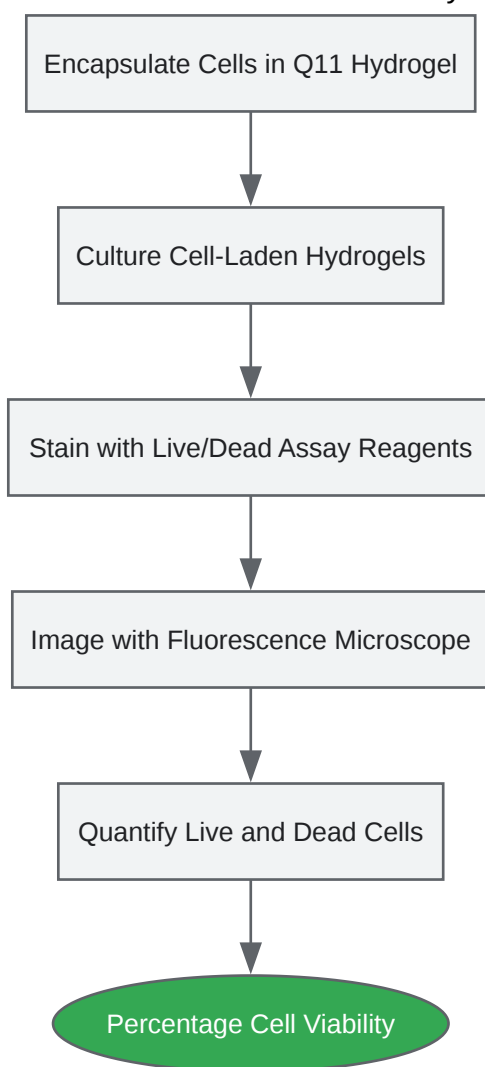 Encapsulate Cells in Q11 Hydrogel
Culture Cell-Laden Hydrogels
Stain with Live/Dead Assay Reagents
Image with Fluorescence Microscope
Quantify Live and Dead Cells
Percentage Cell Viability